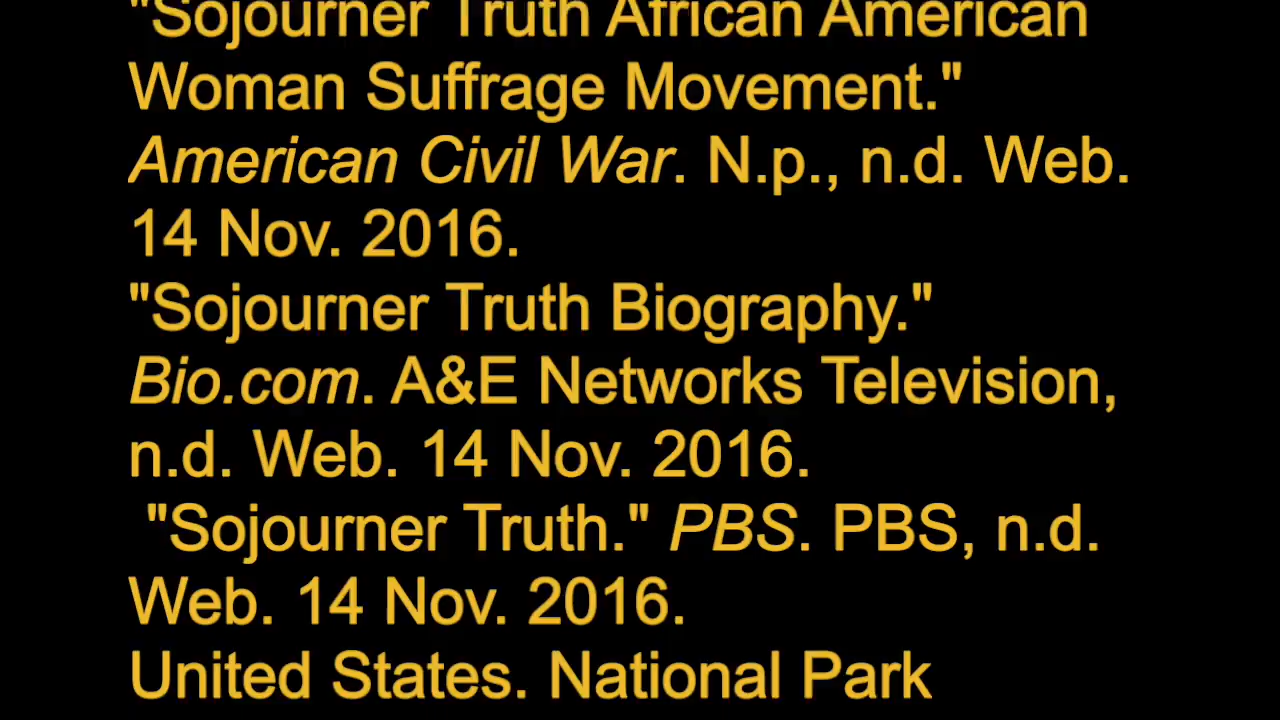 "Sojourner Truth African American
Woman Suffrage Movement."
American Civil War. N.p., n.d. Web.
14 Nov. 2016.
"Sojourner Truth Biography."
Bio.com. A&E Networks Television,
n.d. Web. 14 Nov. 2016.
"Sojourner Truth." PBS. PBS, n.d.
Web. 14 Nov. 2016.
United States. National Park